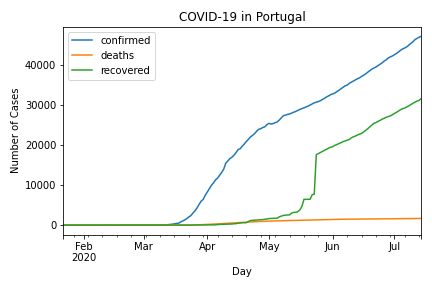 COVID-19 in Portugal
confirmed
deaths
recovered
Number of Cases
40000
30000
20000
10000
0
Feb
2020
Mar
Apr
May
Jun
Jul
Day